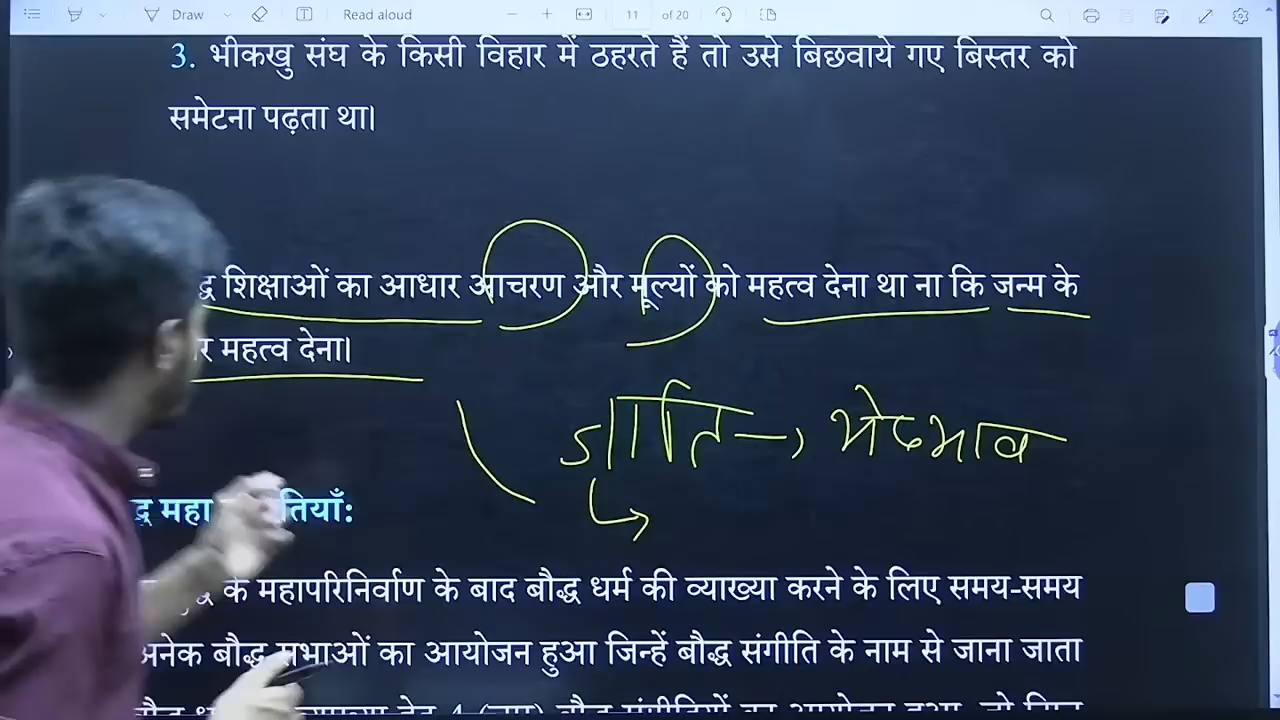 Draw
Read aloud
11 of 20
3. भीकखु संघ के किसी विहार में ठहरते हैं तो उसे बिछवाये गए बिस्तर को
समेटना पढ़ता था।
शिक्षाओं का आधार आचरण और मूल्यों को महत्व देना था ना कि जन्म के
महत्व देना।
जाति → भेदभाव
के महापरिनिर्वाण के बाद बौद्ध धर्म की व्याख्या करने के लिए समय-समय
अनेक बौद्ध सभाओं का आयोजन हुआ जिन्हें बौद्ध संगीति के नाम से जाना जाता